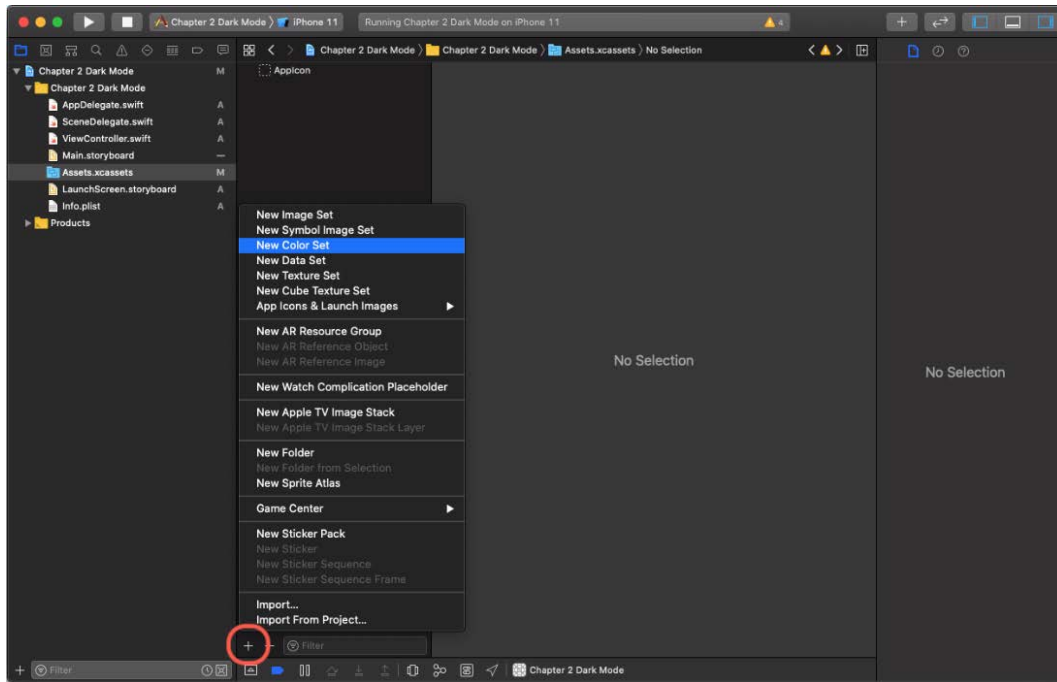 Chapter 2 Dark Mode ⟩ iPhone 11
Running Chapter 2 Dark Mode on iPhone 11
4
Chapter 2 Dark Mode ⟩ Chapter 2 Dark Mode ⟩ Assets.xcassets ⟩ No Selection
Chapter 2 Dark Mode M
Chapter 2 Dark Mode
AppDelegate.swift A
SceneDelegate.swift A
ViewController.swift A
Main.storyboard —
Assets.xcassets M
LaunchScreen.storyboard A
Info.plist A
Products
AppIcon
New Image Set
New Symbol Image Set
New Color Set
New Data Set
New Texture Set
New Cube Texture Set
App Icons & Launch Images
New AR Resource Group
New AR Reference Object
New AR Reference Image
New Watch Complication Placeholder
New Apple TV Image Stack
New Apple TV Image Stack Layer
New Folder
New Folder from Selection
New Sprite Atlas
Game Center
New Sticker Pack
New Sticker
New Sticker Sequence
New Sticker Sequence Frame
Import...
Import From Project...
+ − Filter
No Selection
No Selection
+ Filter
Chapter 2 Dark Mode